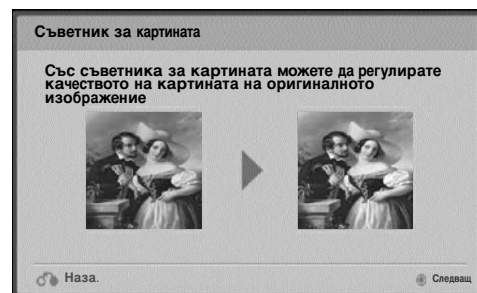 Съветник за картината
Със съветника за картината можете да регулирате
качеството на картината на оригиналното
изображение
Наза.
Следващ